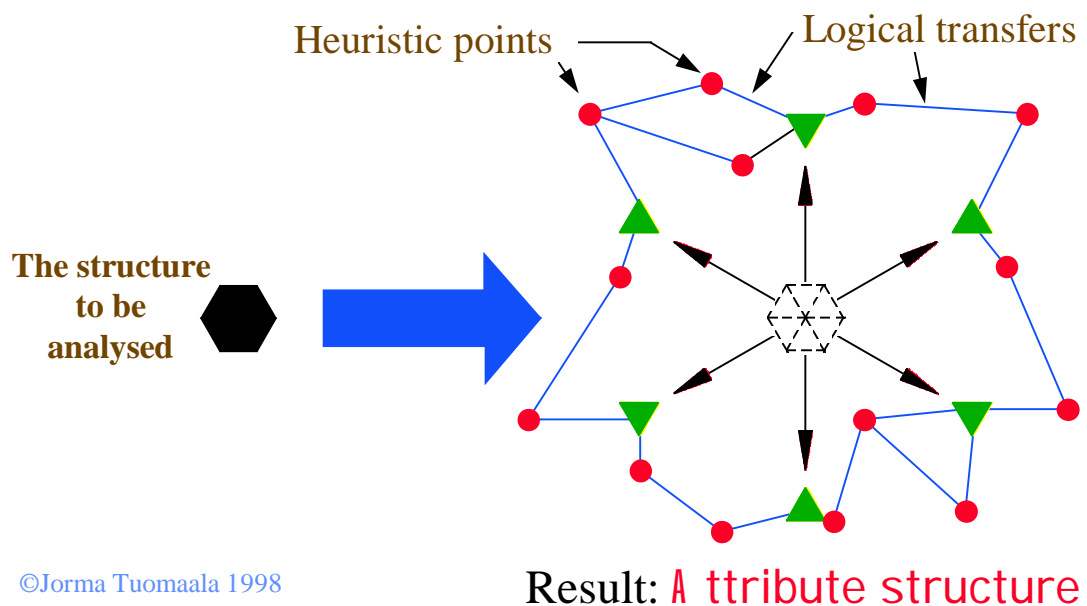 Heuristic points
Logical transfers
The structure
to be
analysed
©Jorma Tuomaala 1998
Result: A ttribute structure